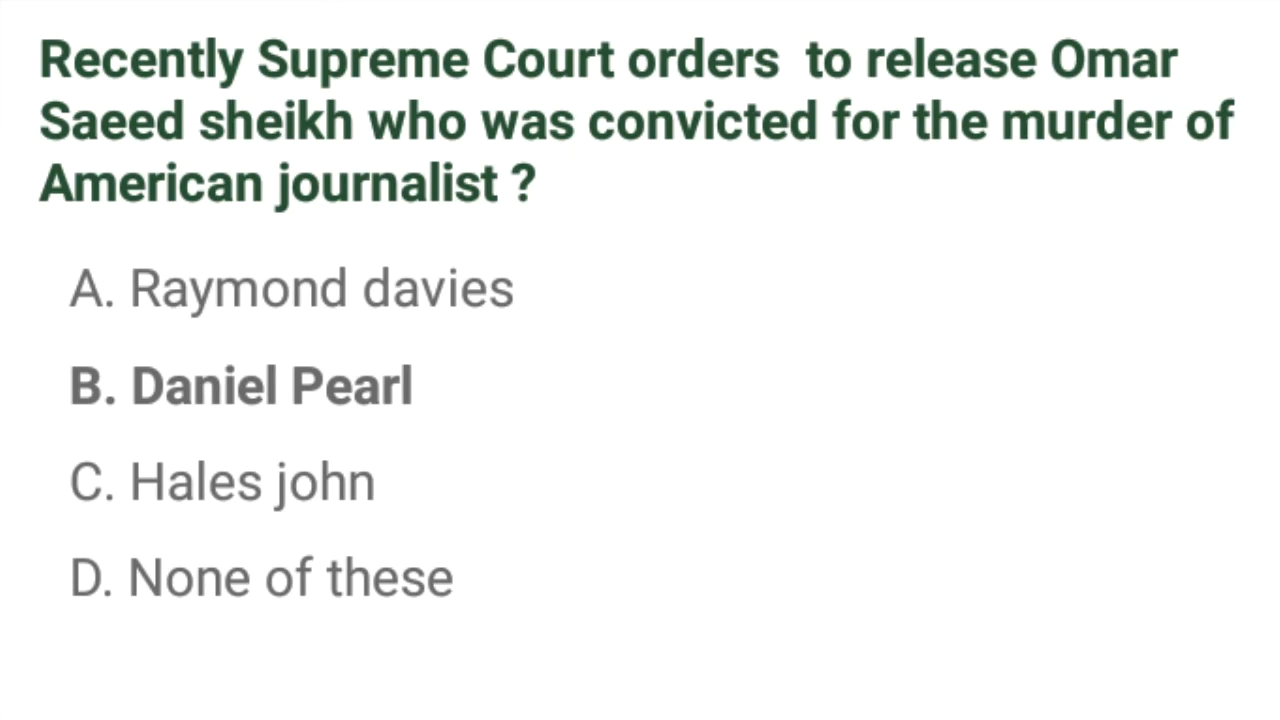 Recently Supreme Court orders  to release Omar
Saeed sheikh who was convicted for the murder of
American journalist ?
A. Raymond davies
B. Daniel Pearl
C. Hales john
D. None of these